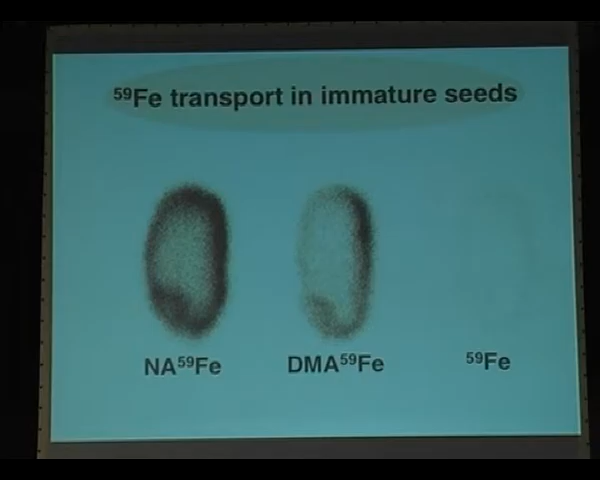 ⁵⁹Fe transport in immature seeds
NA⁵⁹Fe DMA⁵⁹Fe ⁵⁹Fe